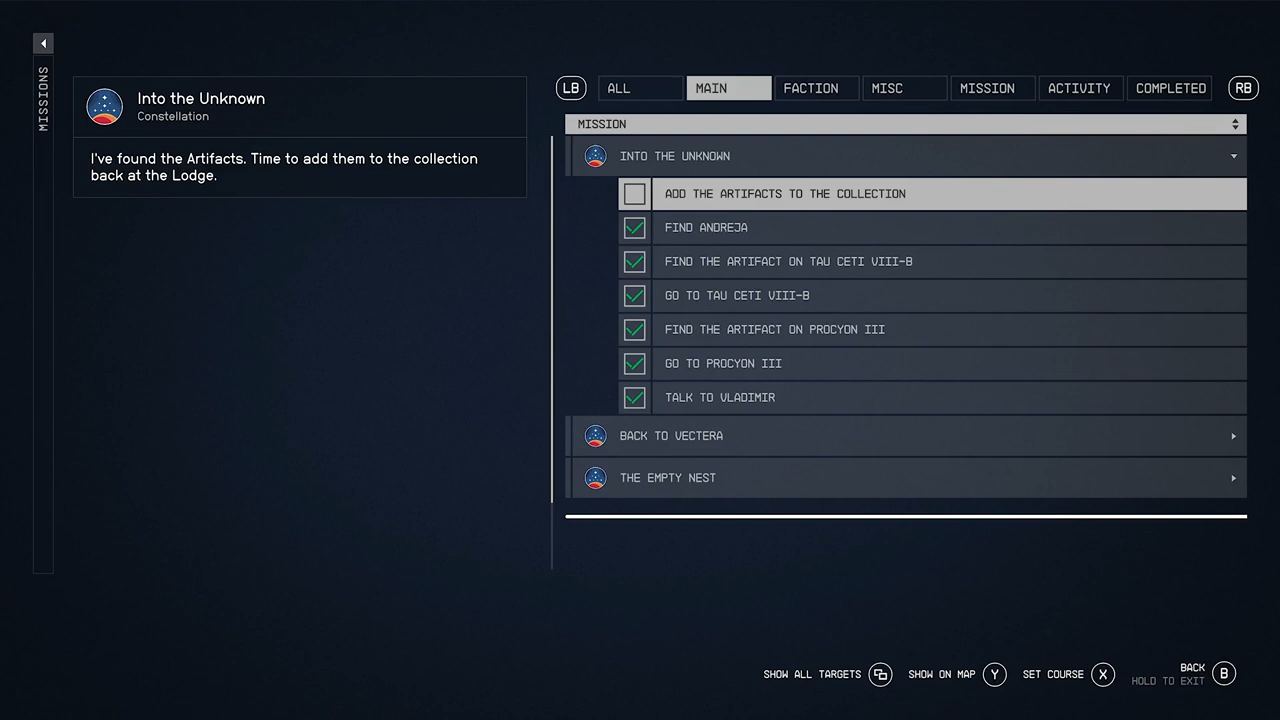 MISSIONS
Into the Unknown
Constellation
I've found the Artifacts. Time to add them to the collection
back at the Lodge.
LB
ALL
MAIN
FACTION
MISC
MISSION
ACTIVITY
COMPLETED
RB
MISSION
INTO THE UNKNOWN
ADD THE ARTIFACTS TO THE COLLECTION
FIND ANDREJA
FIND THE ARTIFACT ON TAU CETI VIII-B
GO TO TAU CETI VIII-B
FIND THE ARTIFACT ON PROCYON III
GO TO PROCYON III
TALK TO VLADIMIR
BACK TO VECTERA
THE EMPTY NEST
SHOW ALL TARGETS
SHOW ON MAP Y
SET COURSE X
BACK B
HOLD TO EXIT